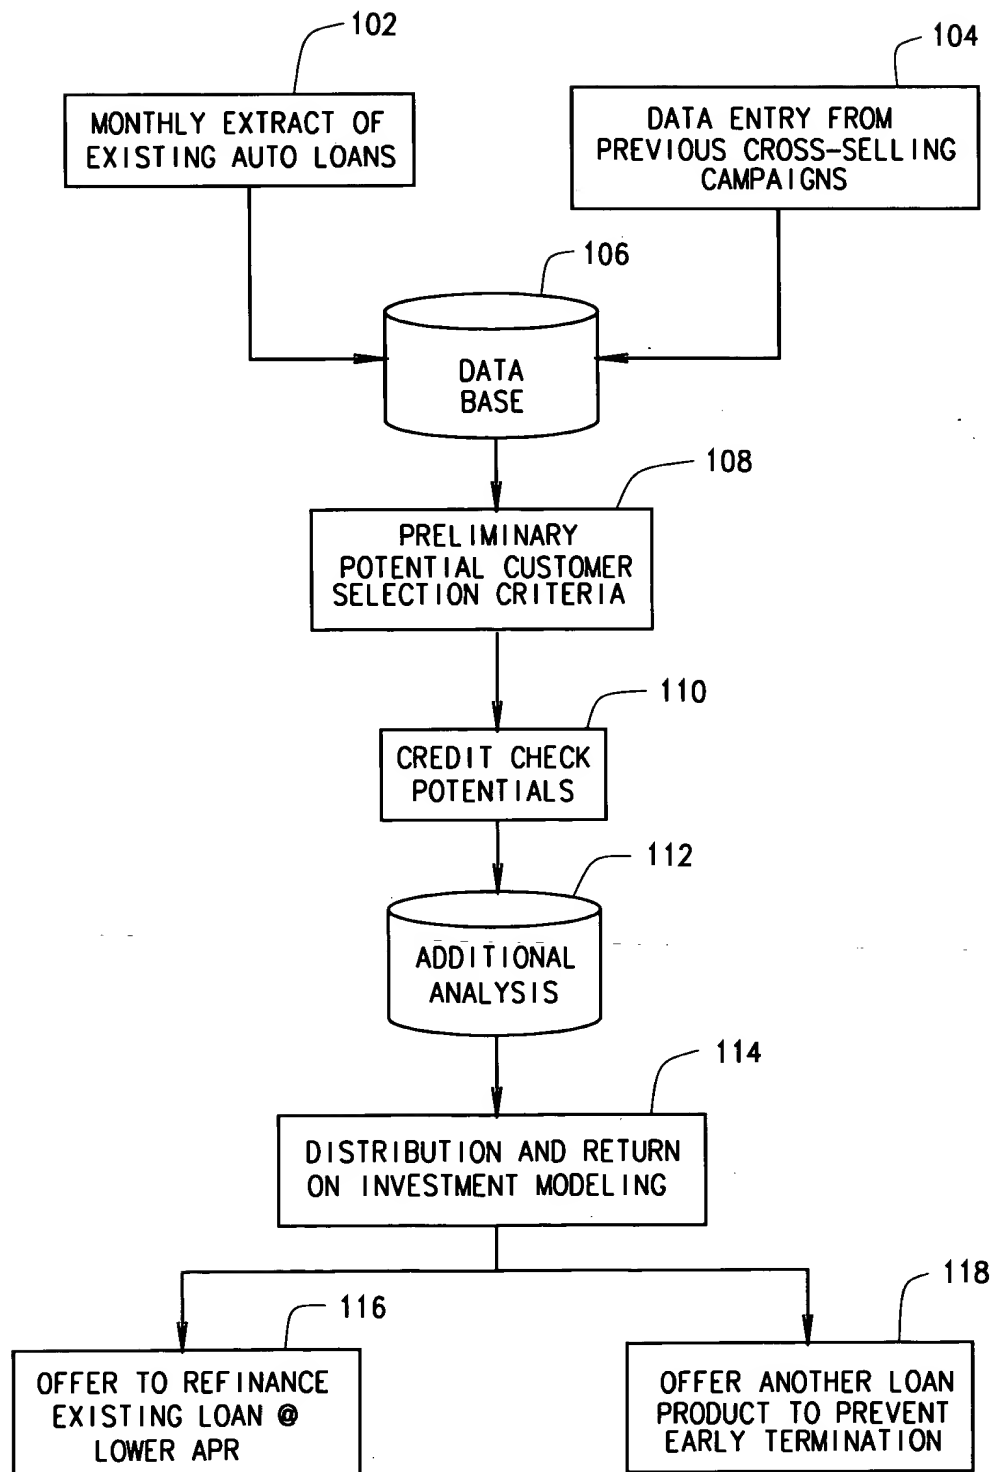 102
104
MONTHLY EXTRACT OF
EXISTING AUTO LOANS
DATA ENTRY FROM
PREVIOUS CROSS-SELLING
CAMPAIGNS
106
DATA
BASE
108
PRELIMINARY
POTENTIAL CUSTOMER
SELECTION CRITERIA
110
CREDIT CHECK
POTENTIALS
112
ADDITIONAL
ANALYSIS
114
DISTRIBUTION AND RETURN
ON INVESTMENT MODELING
116
118
OFFER TO REFINANCE
EXISTING LOAN @
LOWER APR
OFFER ANOTHER LOAN
PRODUCT TO PREVENT
EARLY TERMINATION